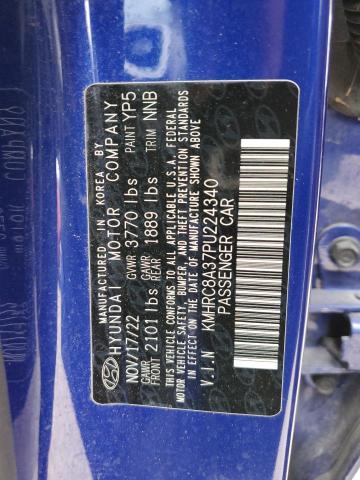 MANUFACTURED IN KOREA BY
HYUNDAI MOTOR COMPANY
NOV/17/22 GVWR 3770 lbs PAINT YP5
GAWR FRONT 2101 lbs GAWR REAR 1889 lbs TRIM NNB
THIS VEHICLE CONFORMS TO ALL APPLICABLE U.S.A. FEDERAL
MOTOR VEHICLE SAFETY, BUMPER, AND THEFT PREVENTION STANDARDS
IN EFFECT ON THE DATE OF MANUFACTURE SHOWN ABOVE
V.I.N KMHRC8A37PU224340
PASSENGER CAR